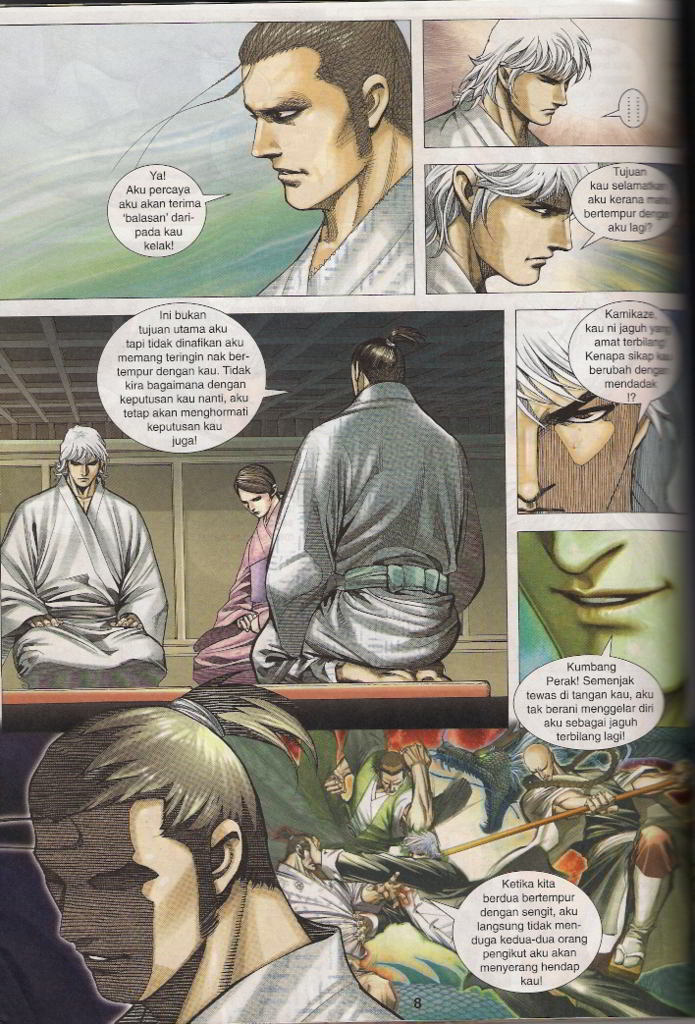 Ya!
Aku percaya
aku akan terima
'balasan' dari-
pada kau
kelak!
Tujuan
kau selamatkan
aku kerana mahu
bertempur dengan
aku lagi?
Ini bukan
tujuan utama aku
tapi tidak dinafikan aku
memang teringin nak ber-
tempur dengan kau. Tidak
kira bagaimana dengan
keputusan kau nanti, aku
tetap akan menghormati
keputusan kau
juga!
Kamikaze,
kau ni jaguh yang
amat terbilang!
Kenapa sikap kau
berubah dengan
mendadak
!?
Kumbang
Perak! Semenjak
tewas di tangan kau, aku
tak berani menggelar diri
aku sebagai jaguh
terbilang lagi!
Ketika kita
berdua bertempur
dengan sengit, aku
langsung tidak men-
duga kedua-dua orang
pengikut aku akan
menyerang hendap
kau!
8